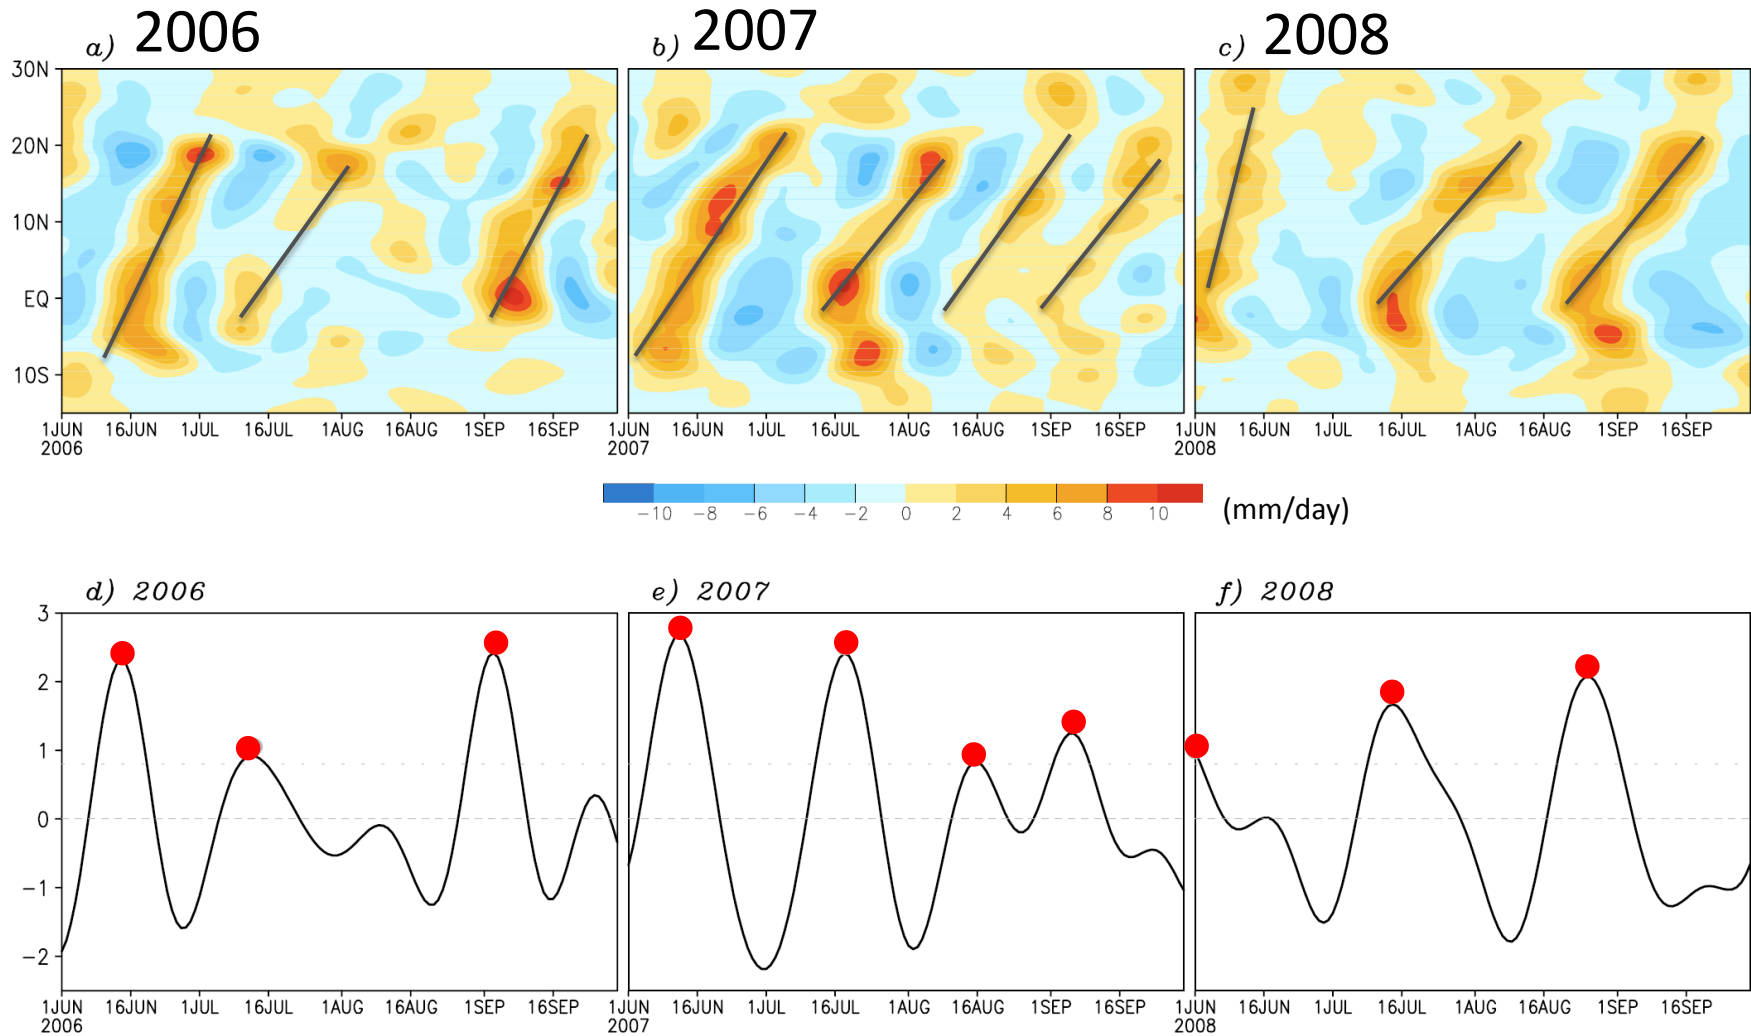 a) 2006
b) 2007
c) 2008
30N
20N
10N
EQ
10S
1JUN 16JUN 1JUL 16JUL 1AUG 16AUG 1SEP 16SEP
2006
1JUN 16JUN 1JUL 16JUL 1AUG 16AUG 1SEP 16SEP
2007
1JUN 16JUN 1JUL 16JUL 1AUG 16AUG 1SEP 16SEP
2008
−10 −8 −6 −4 −2 0 2 4 6 8 10 (mm/day)
d) 2006
e) 2007
f) 2008
3
2
1
0
−1
−2
1JUN 16JUN 1JUL 16JUL 1AUG 16AUG 1SEP 16SEP
2006
1JUN 16JUN 1JUL 16JUL 1AUG 16AUG 1SEP 16SEP
2007
1JUN 16JUN 1JUL 16JUL 1AUG 16AUG 1SEP 16SEP
2008